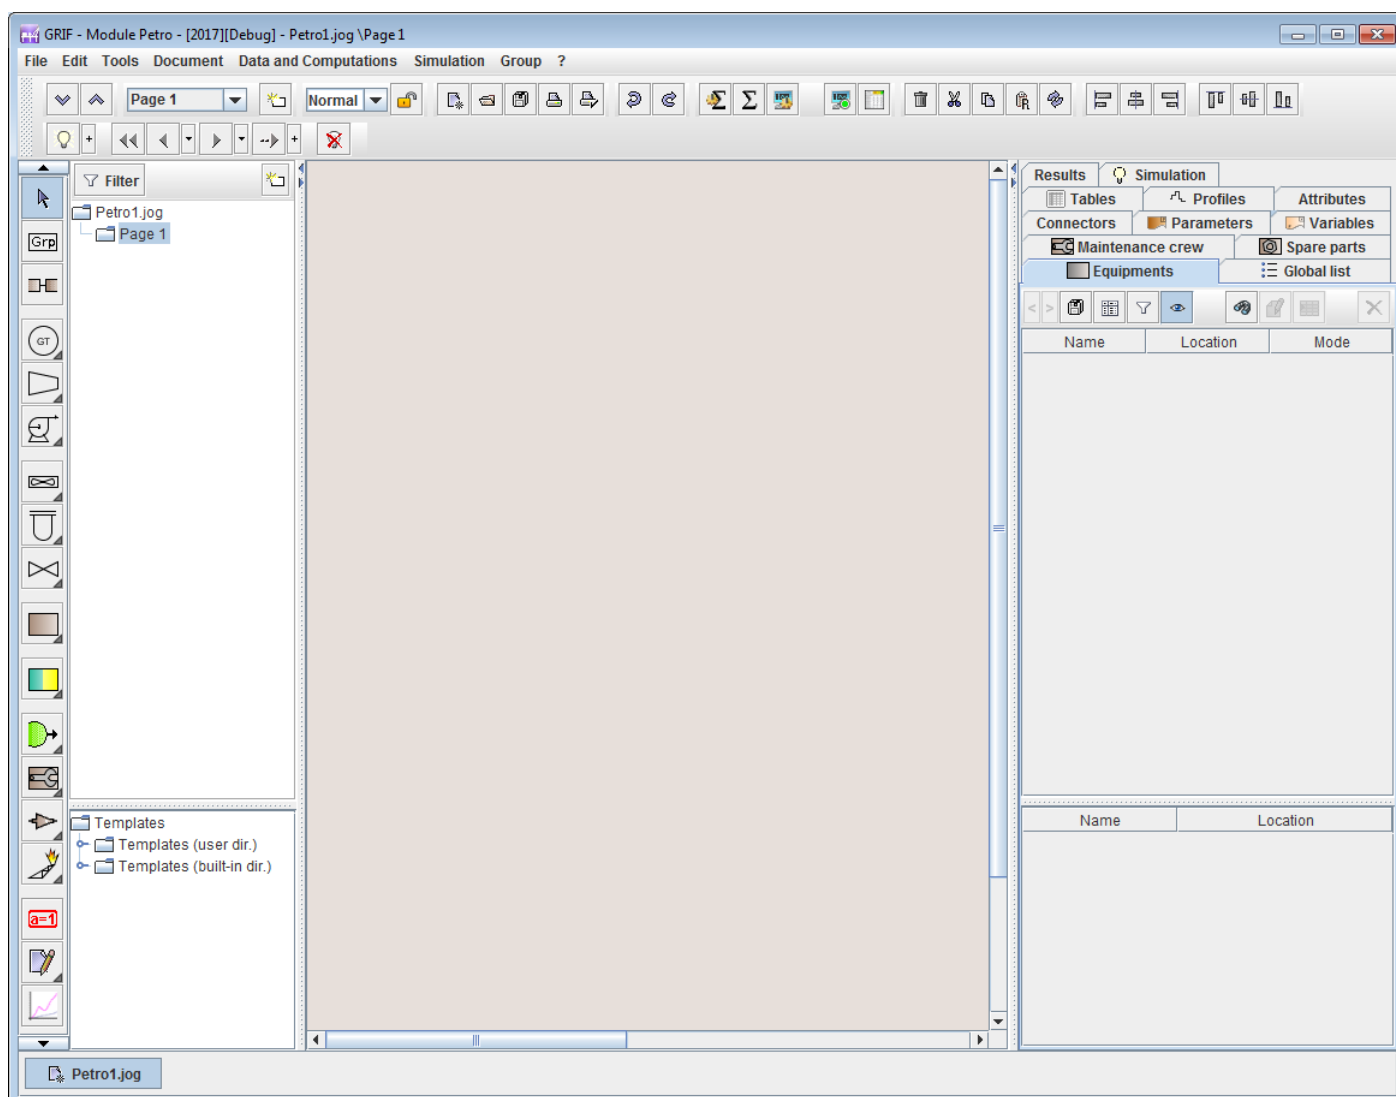 GRIF - Module Petro - [2017][Debug] - Petro1.jog \Page 1
File Edit Tools Document Data and Computations Simulation Group ?
Page 1 Normal
+ +
Filter
Petro1.jog
Page 1
Grp
GT
a=1
Templates
Templates (user dir.)
Templates (built-in dir.)
Results Simulation
Tables Profiles Attributes
Connectors Parameters Variables
Maintenance crew Spare parts
Equipments Global list
< >
Name Location Mode
Name Location
Petro1.jog